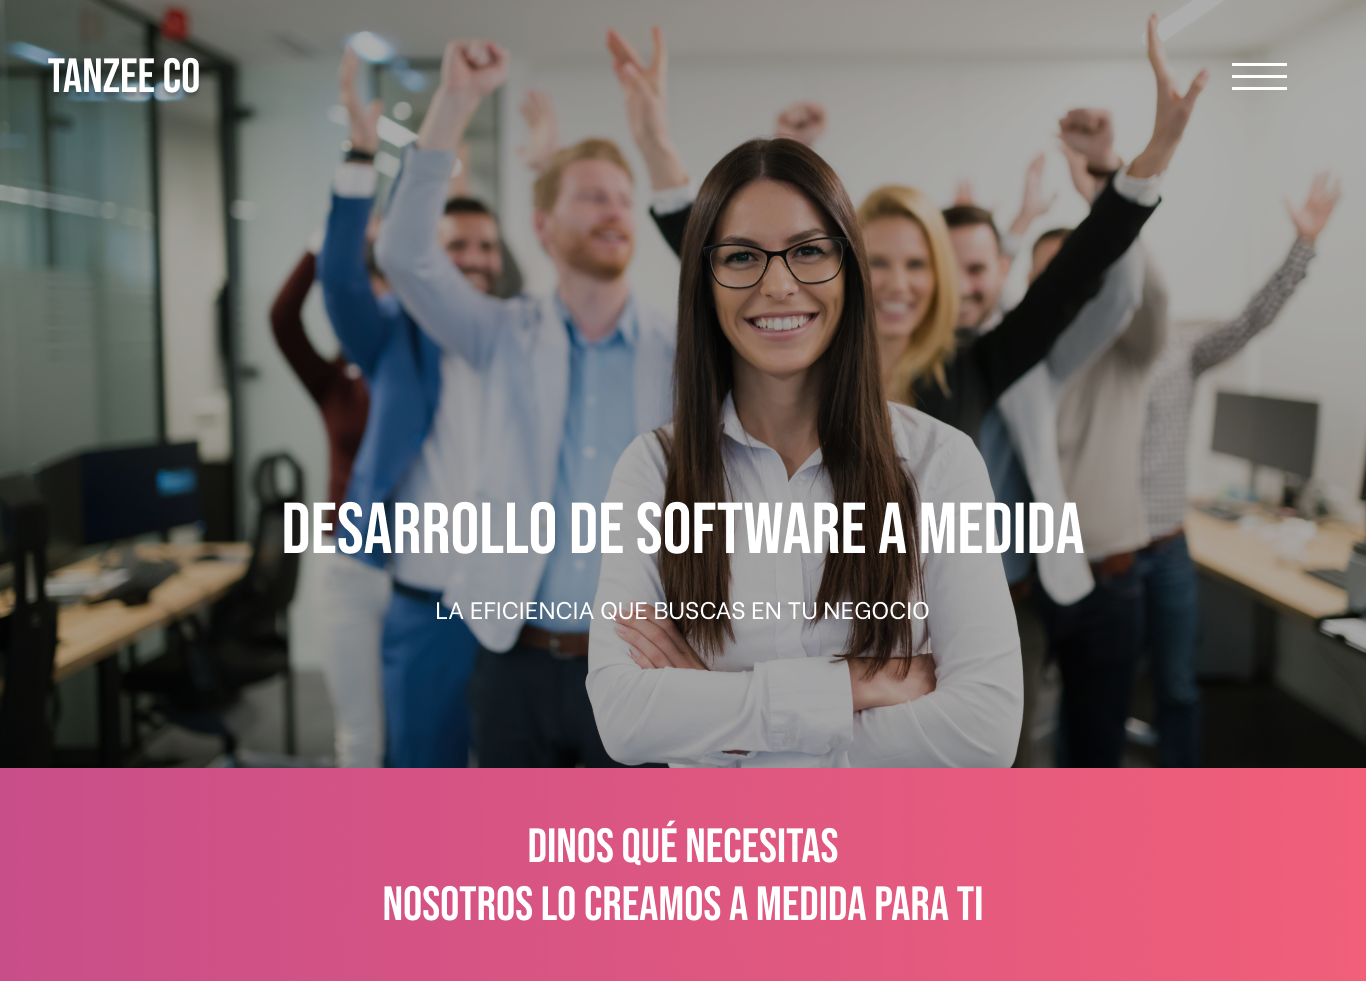 TANZEE CO
DESARROLLO DE SOFTWARE A MEDIDA
LA EFICIENCIA QUE BUSCAS EN TU NEGOCIO
DINOS QUÉ NECESITAS
NOSOTROS LO CREAMOS A MEDIDA PARA TI